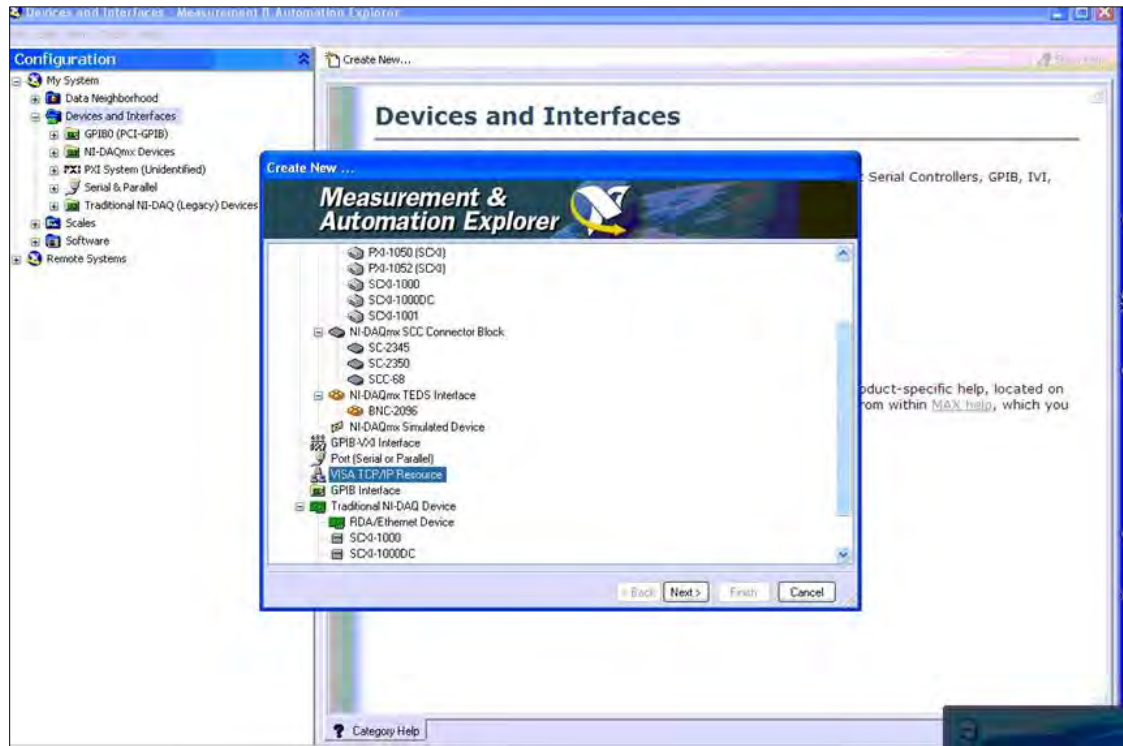 Devices and Interfaces - Measurement & Automation Explorer
Configuration
My System
Data Neighborhood
Devices and Interfaces
GPIB0 (PCI-GPIB)
NI-DAQmx Devices
PXI PXI System (Unidentified)
Serial & Parallel
Traditional NI-DAQ (Legacy) Devices
Scales
Software
Remote Systems
Create New...
Devices and Interfaces
Serial Controllers, GPIB, IVI,
oduct-specific help, located on
rom within MAX help, which you
Create New ...
Measurement &
Automation Explorer
PXI-1050 (SCXI)
PXI-1052 (SCXI)
SCXI-1000
SCXI-1000DC
SCXI-1001
NI-DAQmx SCC Connector Block
SC-2345
SC-2350
SCC-68
NI-DAQmx TEDS Interface
BNC-2096
NI-DAQmx Simulated Device
GPIB-VXI Interface
Port (Serial or Parallel)
VISA TCP/IP Resource
GPIB Interface
Traditional NI-DAQ Device
RDA/Ethernet Device
SCXI-1000
SCXI-1000DC
< Back Next > Finish Cancel
Category Help